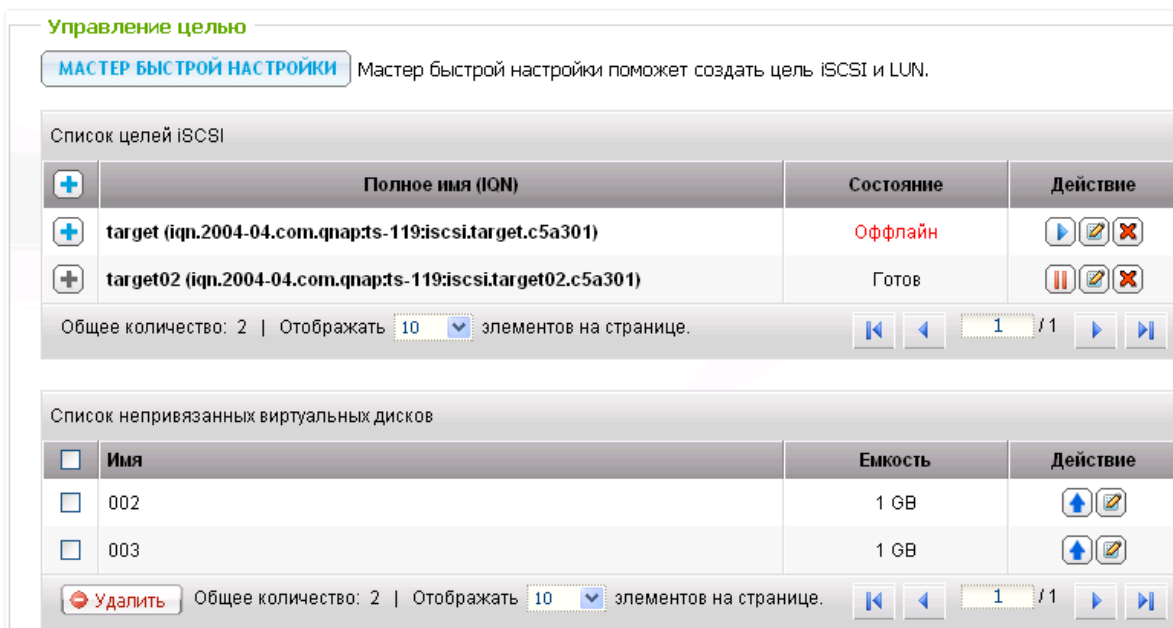 Управление целью
МАСТЕР БЫСТРОЙ НАСТРОЙКИ Мастер быстрой настройки поможет создать цель iSCSI и LUN.
Список целей iSCSI
Полное имя (IQN) Состояние Действие
target (iqn.2004-04.com.qnap:ts-119:iscsi.target.c5a301) Оффлайн
target02 (iqn.2004-04.com.qnap:ts-119:iscsi.target02.c5a301) Готов
Общее количество: 2 | Отображать 10 элементов на странице. 1 / 1
Список непривязанных виртуальных дисков
Имя Емкость Действие
002 1 GB
003 1 GB
Удалить Общее количество: 2 | Отображать 10 элементов на странице. 1 / 1